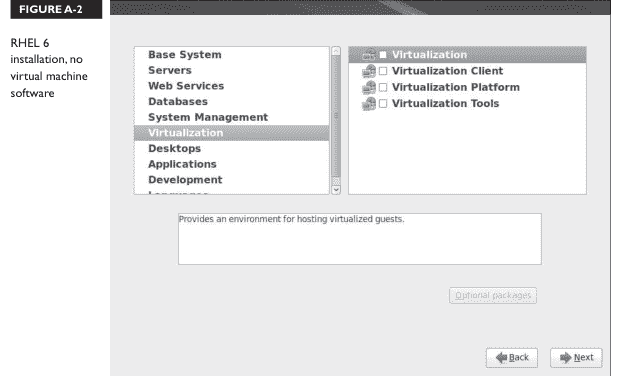 FIGURE A-2
RHEL 6
installation, no
virtual machine
software
Base System
Servers
Web Services
Databases
System Management
Virtualization
Desktops
Applications
Development
Languages
Virtualization
Virtualization Client
Virtualization Platform
Virtualization Tools
Provides an environment for hosting virtualized guests.
Optional packages
Back
Next